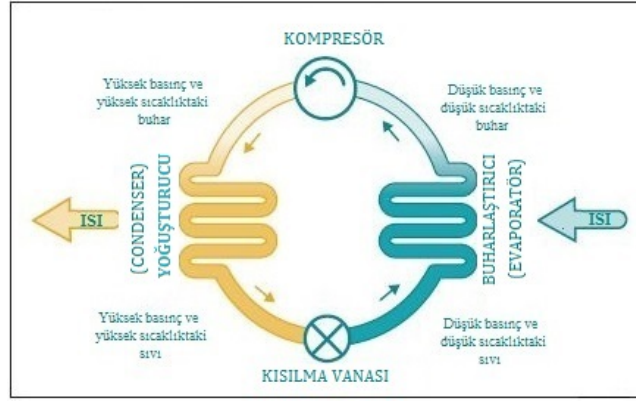 KOMPRESÖR
Yüksek basınç ve
yüksek sıcaklıktaki
buhar
Düşük basınç ve
düşük sıcaklıktaki
buhar
ISI
(CONDENSER)
YOĞUŞTURUCU
BUHARLAŞTIRICI
(EVAPORATÖR)
ISI
Yüksek basınç ve
yüksek sıcaklıktaki
sıvı
Düşük basınç ve
düşük sıcaklıktaki
sıvı
KISILMA VANASI